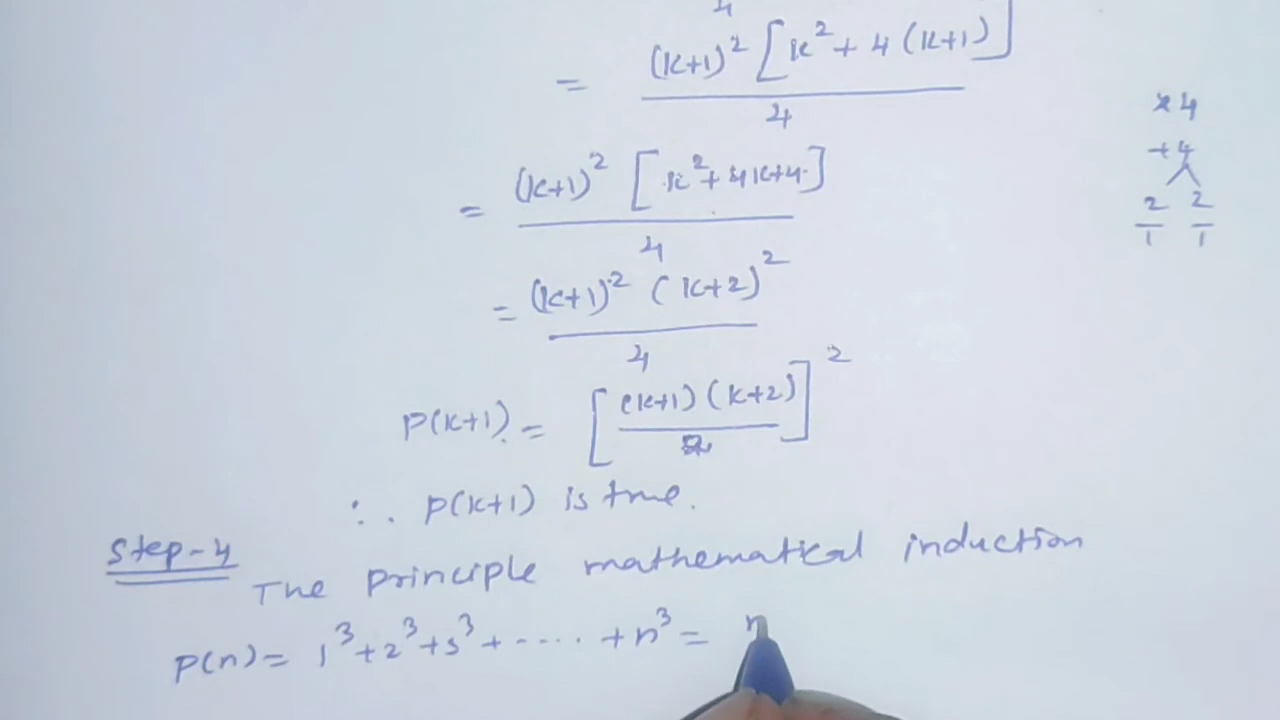 4
= (k+1)² [k² + 4(k+1)] / 4
×4
+4
2/1 2/1
= (k+1)² [k² + 4k+4] / 4
= (k+1)² (k+2)² / 4
P(k+1) = [(k+1)(k+2) / 2]²
∴ P(k+1) is true.
Step-4
The principle mathematical induction
P(n) = 1³ + 2³ + 3³ + ..... + n³ = n